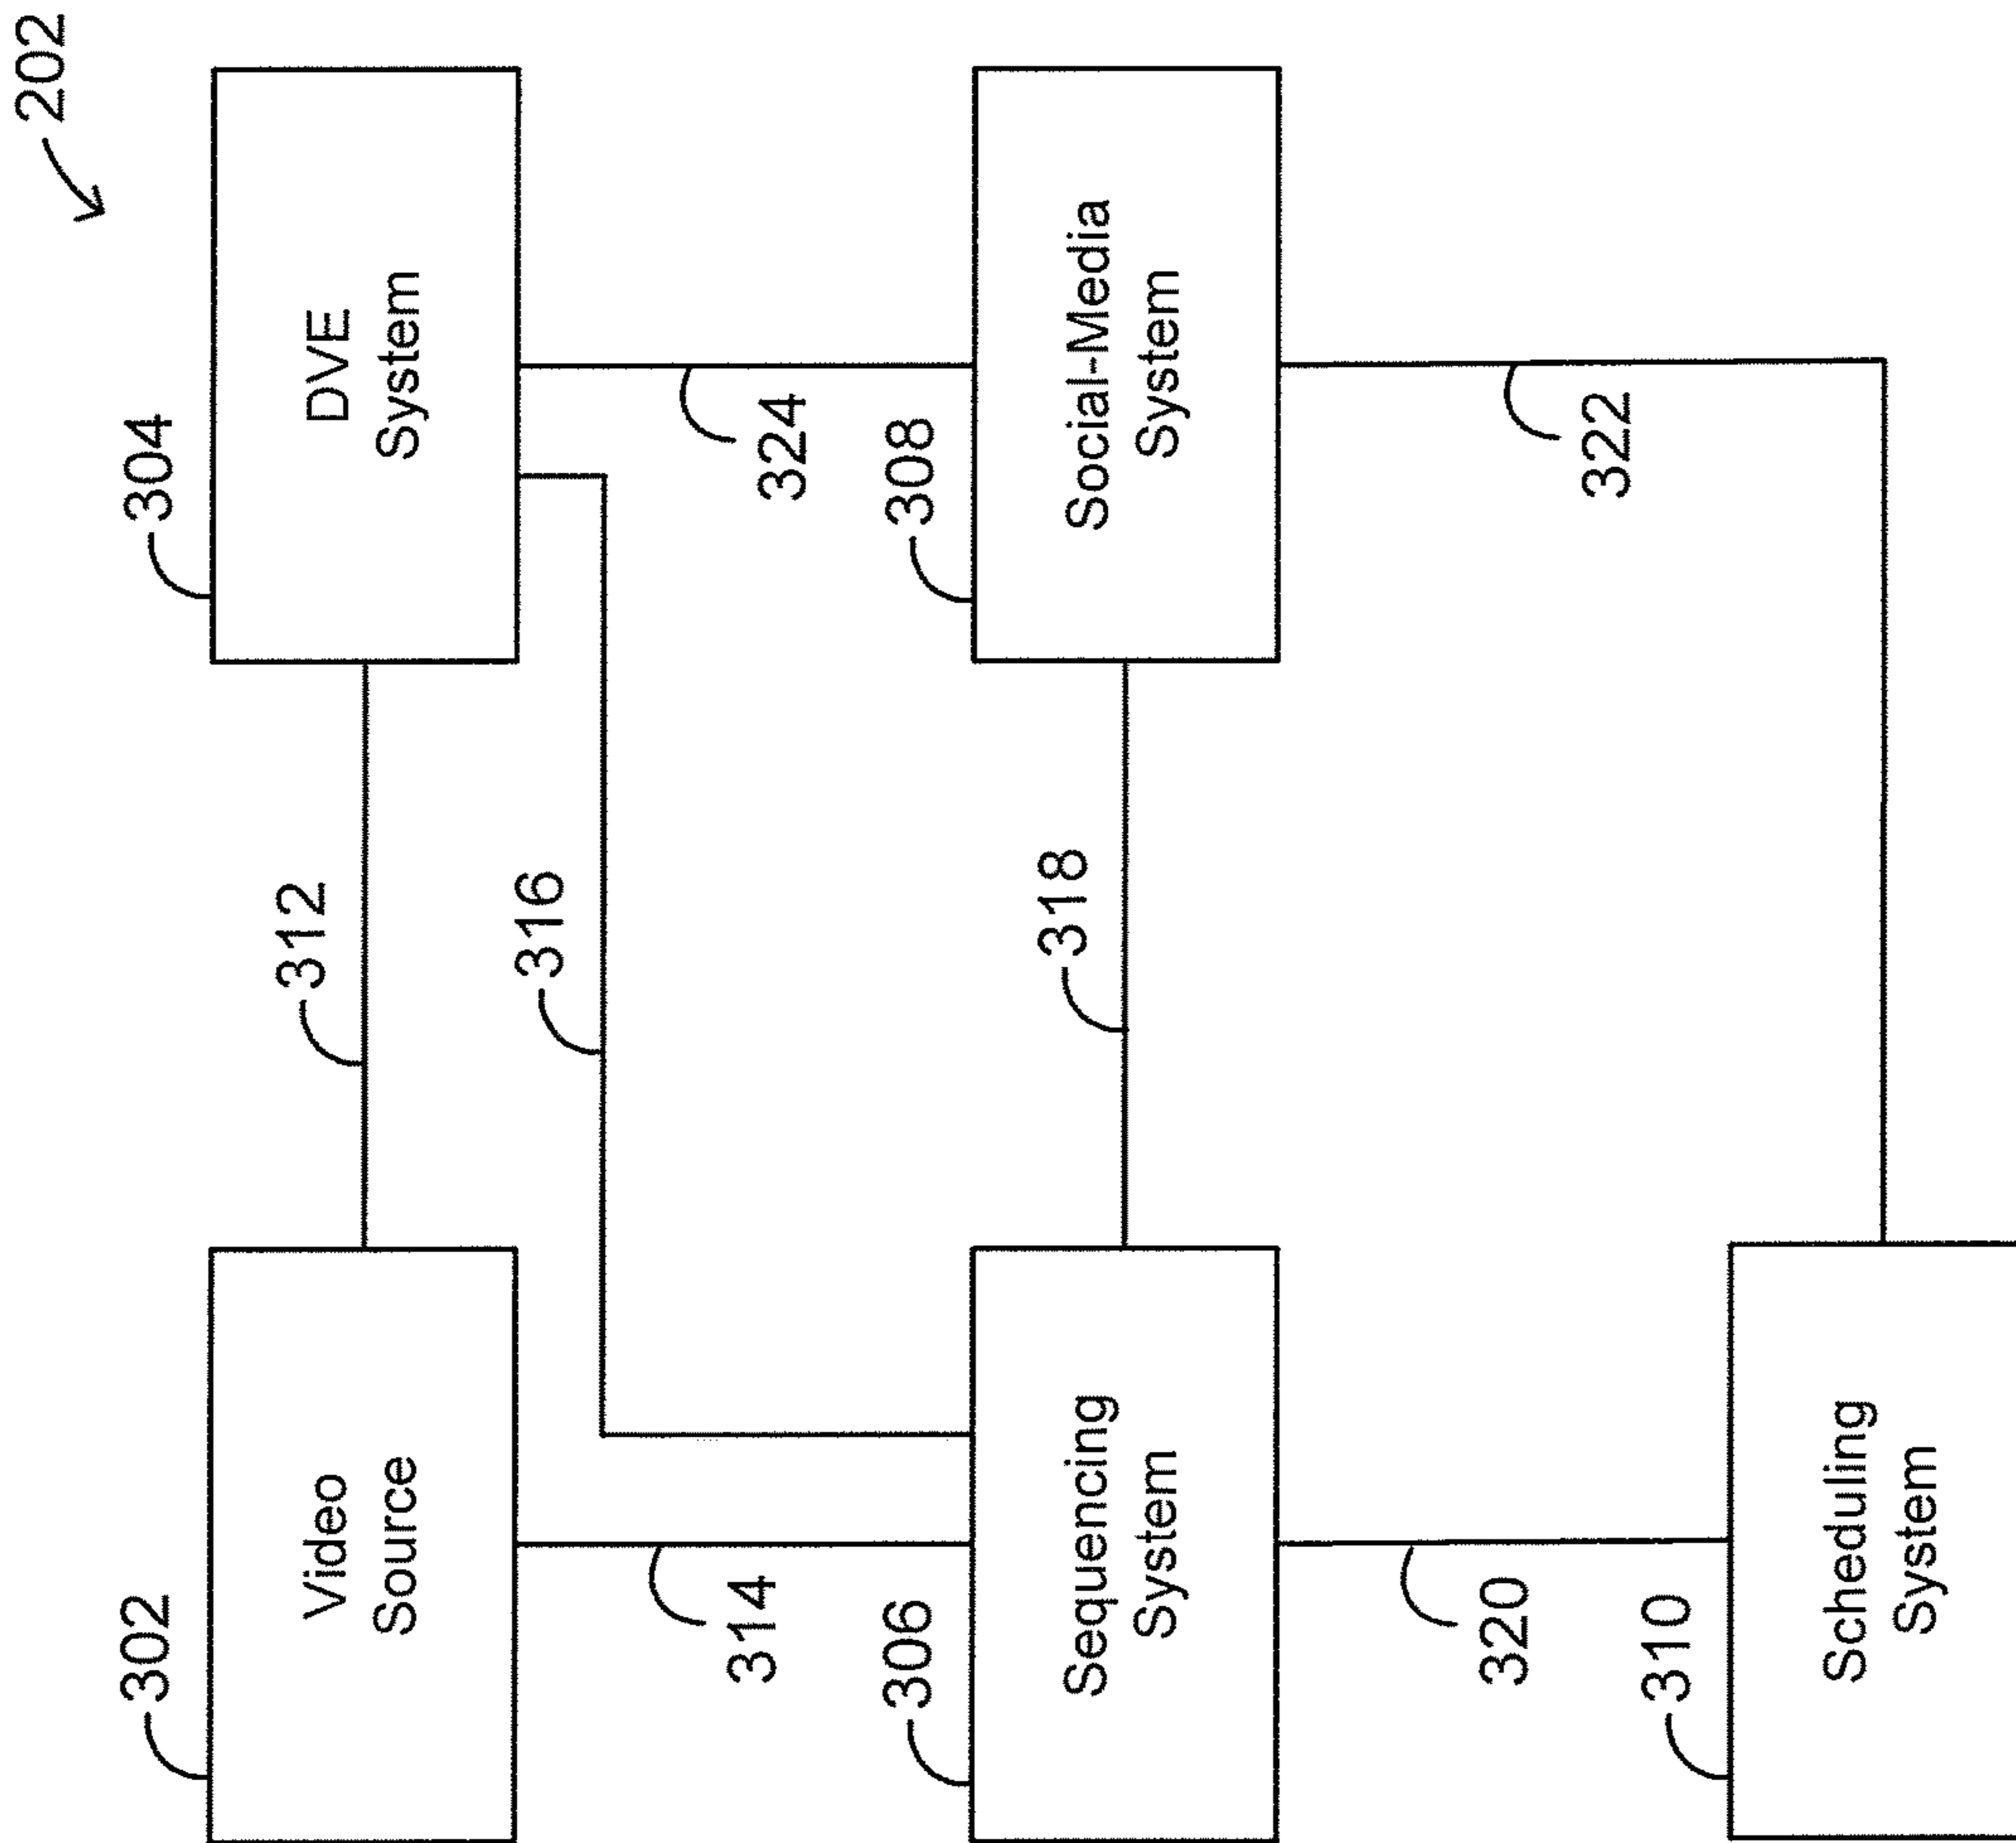 202
302
Video
Source
312
304
DVE
System
314
316
324
306
Sequencing
System
318
308
Social-Media
System
320
322
310
Scheduling
System